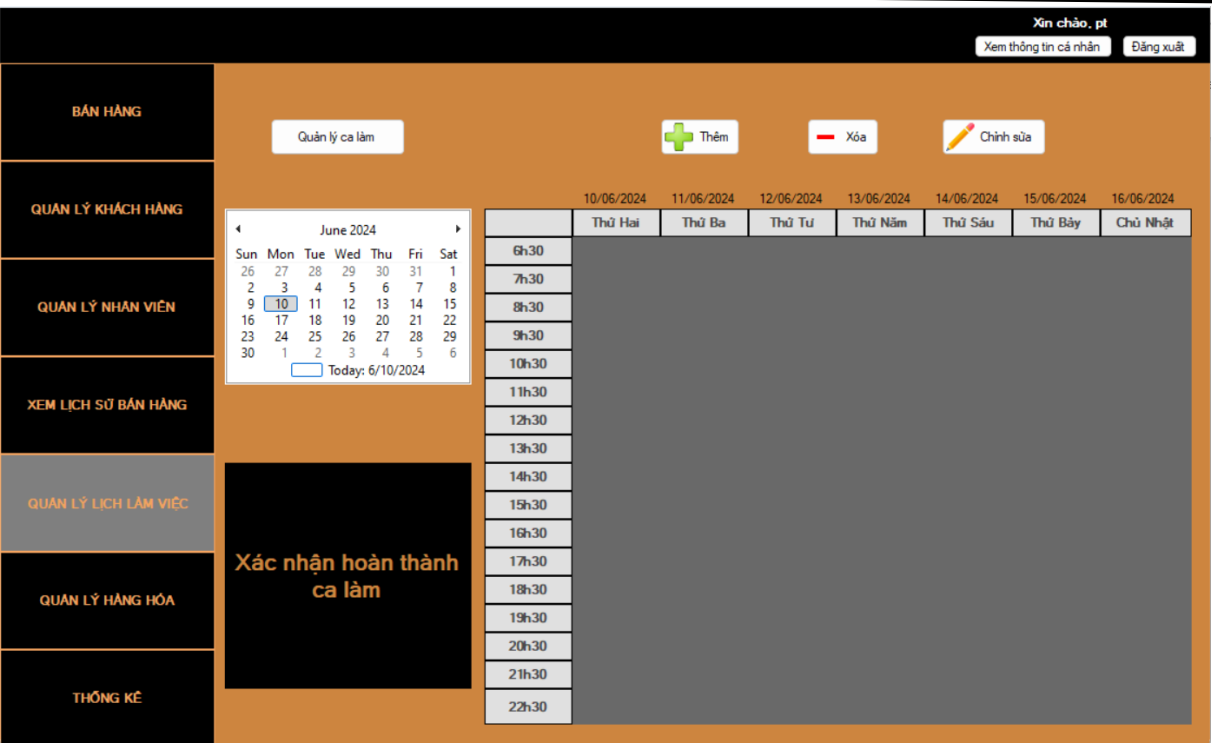 Xin chào, pt
Xem thông tin cá nhân
Đăng xuất
BÁN HÀNG
QUẢN LÝ KHÁCH HÀNG
QUẢN LÝ NHÂN VIÊN
XEM LỊCH SỬ BÁN HÀNG
QUẢN LÝ LỊCH LÀM VIỆC
QUẢN LÝ HÀNG HÓA
THỐNG KÊ
Quản lý ca làm
Thêm
Xóa
Chỉnh sửa
June 2024
Sun Mon Tue Wed Thu Fri Sat
26 27 28 29 30 31 1
2 3 4 5 6 7 8
9 10 11 12 13 14 15
16 17 18 19 20 21 22
23 24 25 26 27 28 29
30 1 2 3 4 5 6
Today: 6/10/2024
Xác nhận hoàn thành
ca làm
10/06/2024 11/06/2024 12/06/2024 13/06/2024 14/06/2024 15/06/2024 16/06/2024
Thứ Hai Thứ Ba Thứ Tư Thứ Năm Thứ Sáu Thứ Bảy Chủ Nhật
6h30
7h30
8h30
9h30
10h30
11h30
12h30
13h30
14h30
15h30
16h30
17h30
18h30
19h30
20h30
21h30
22h30